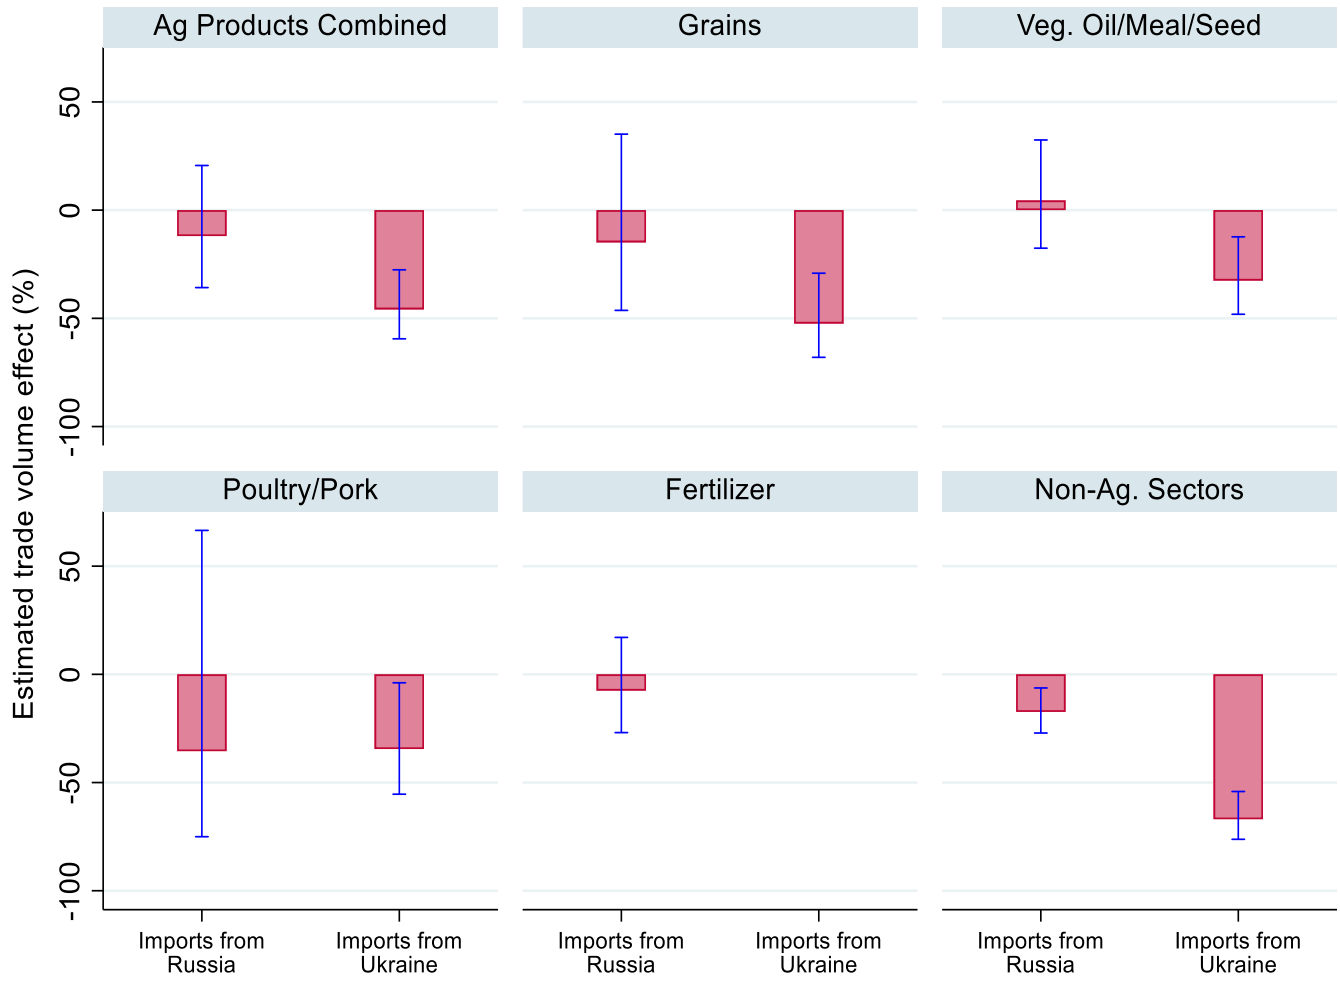 Ag Products Combined
Grains
Veg. Oil/Meal/Seed
50
0
-50
-100
Estimated trade volume effect (%)
Poultry/Pork
Fertilizer
Non-Ag. Sectors
50
0
-50
-100
Imports from
Russia
Imports from
Ukraine
Imports from
Russia
Imports from
Ukraine
Imports from
Russia
Imports from
Ukraine